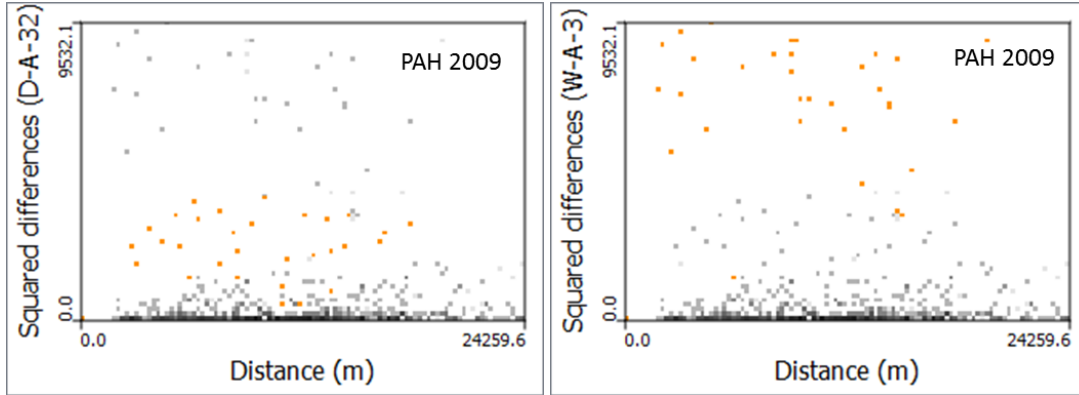 Squared differences (D-A-32)
9532.1
0.0
PAH 2009
0.0
24259.6
Distance (m)
Squared differences (W-A-3)
9532.1
0.0
PAH 2009
0.0
24259.6
Distance (m)